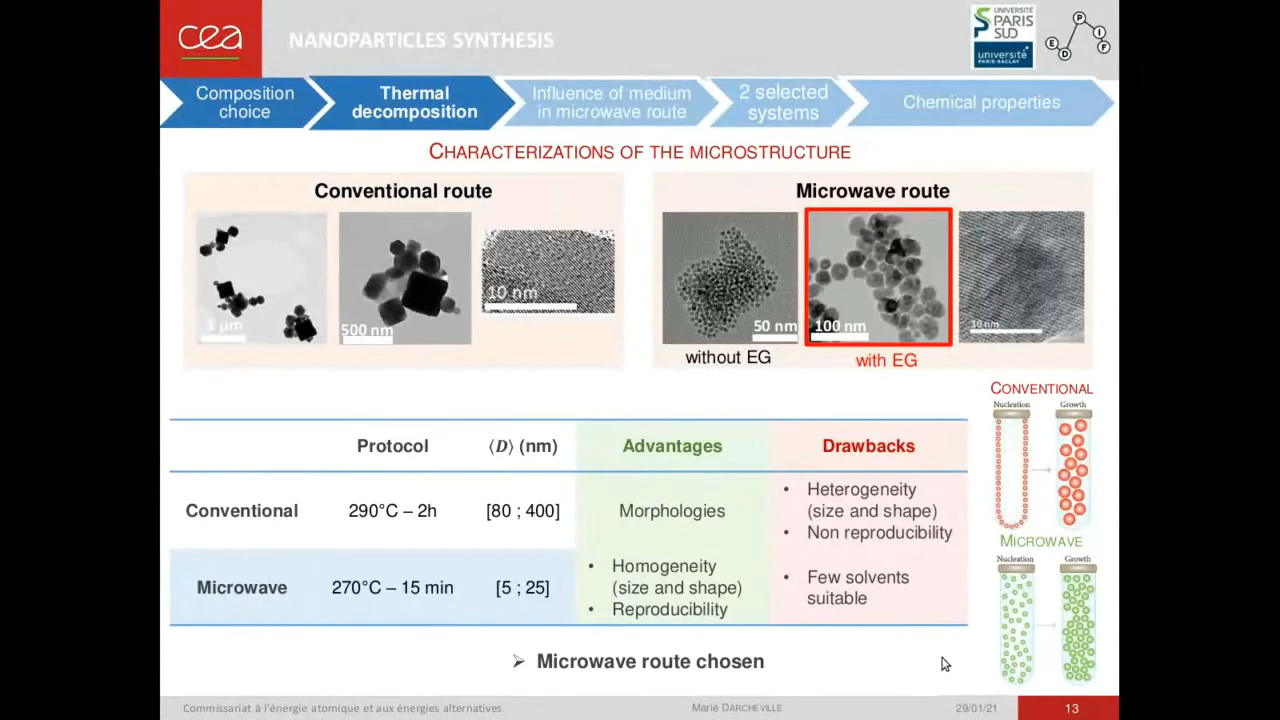 cea
NANOPARTICLES SYNTHESIS
UNIVERSITÉ
PARIS
SUD
université
PARIS-SACLAY
E D P I F
Composition
choice
Thermal
decomposition
Influence of medium
in microwave route
2 selected
systems
Chemical properties
CHARACTERIZATIONS OF THE MICROSTRUCTURE
Conventional route
1 µm
500 nm
10 nm
Microwave route
50 nm
100 nm
10 nm
without EG
with EG
Protocol ⟨D⟩ (nm) Advantages Drawbacks
Conventional 290°C – 2h [80 ; 400] Morphologies
• Heterogeneity
(size and shape)
• Non reproducibility
Microwave 270°C – 15 min [5 ; 25]
• Homogeneity
(size and shape)
• Reproducibility
• Few solvents
suitable
CONVENTIONAL
Nucleation Growth
MICROWAVE
Nucleation Growth
➢ Microwave route chosen
Commissariat à l'énergie atomique et aux énergies alternatives
Marie DARCHEVILLE
29/01/21
13